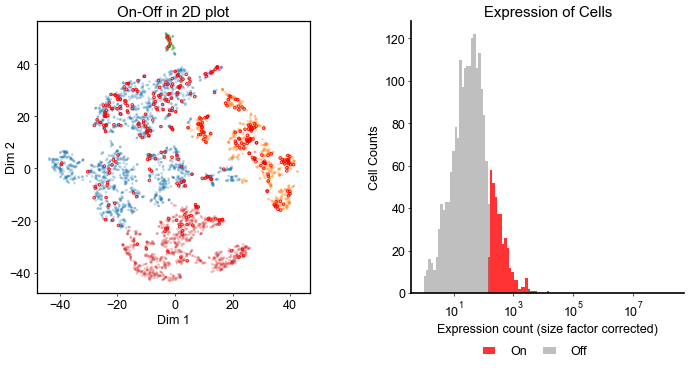 On-Off in 2D plot
Expression of Cells
Dim 2
40
20
0
−20
−40
−40 −20 0 20 40
Dim 1
Cell Counts
120
100
80
60
40
20
0
10^1 10^3 10^5 10^7
Expression count (size factor corrected)
On Off